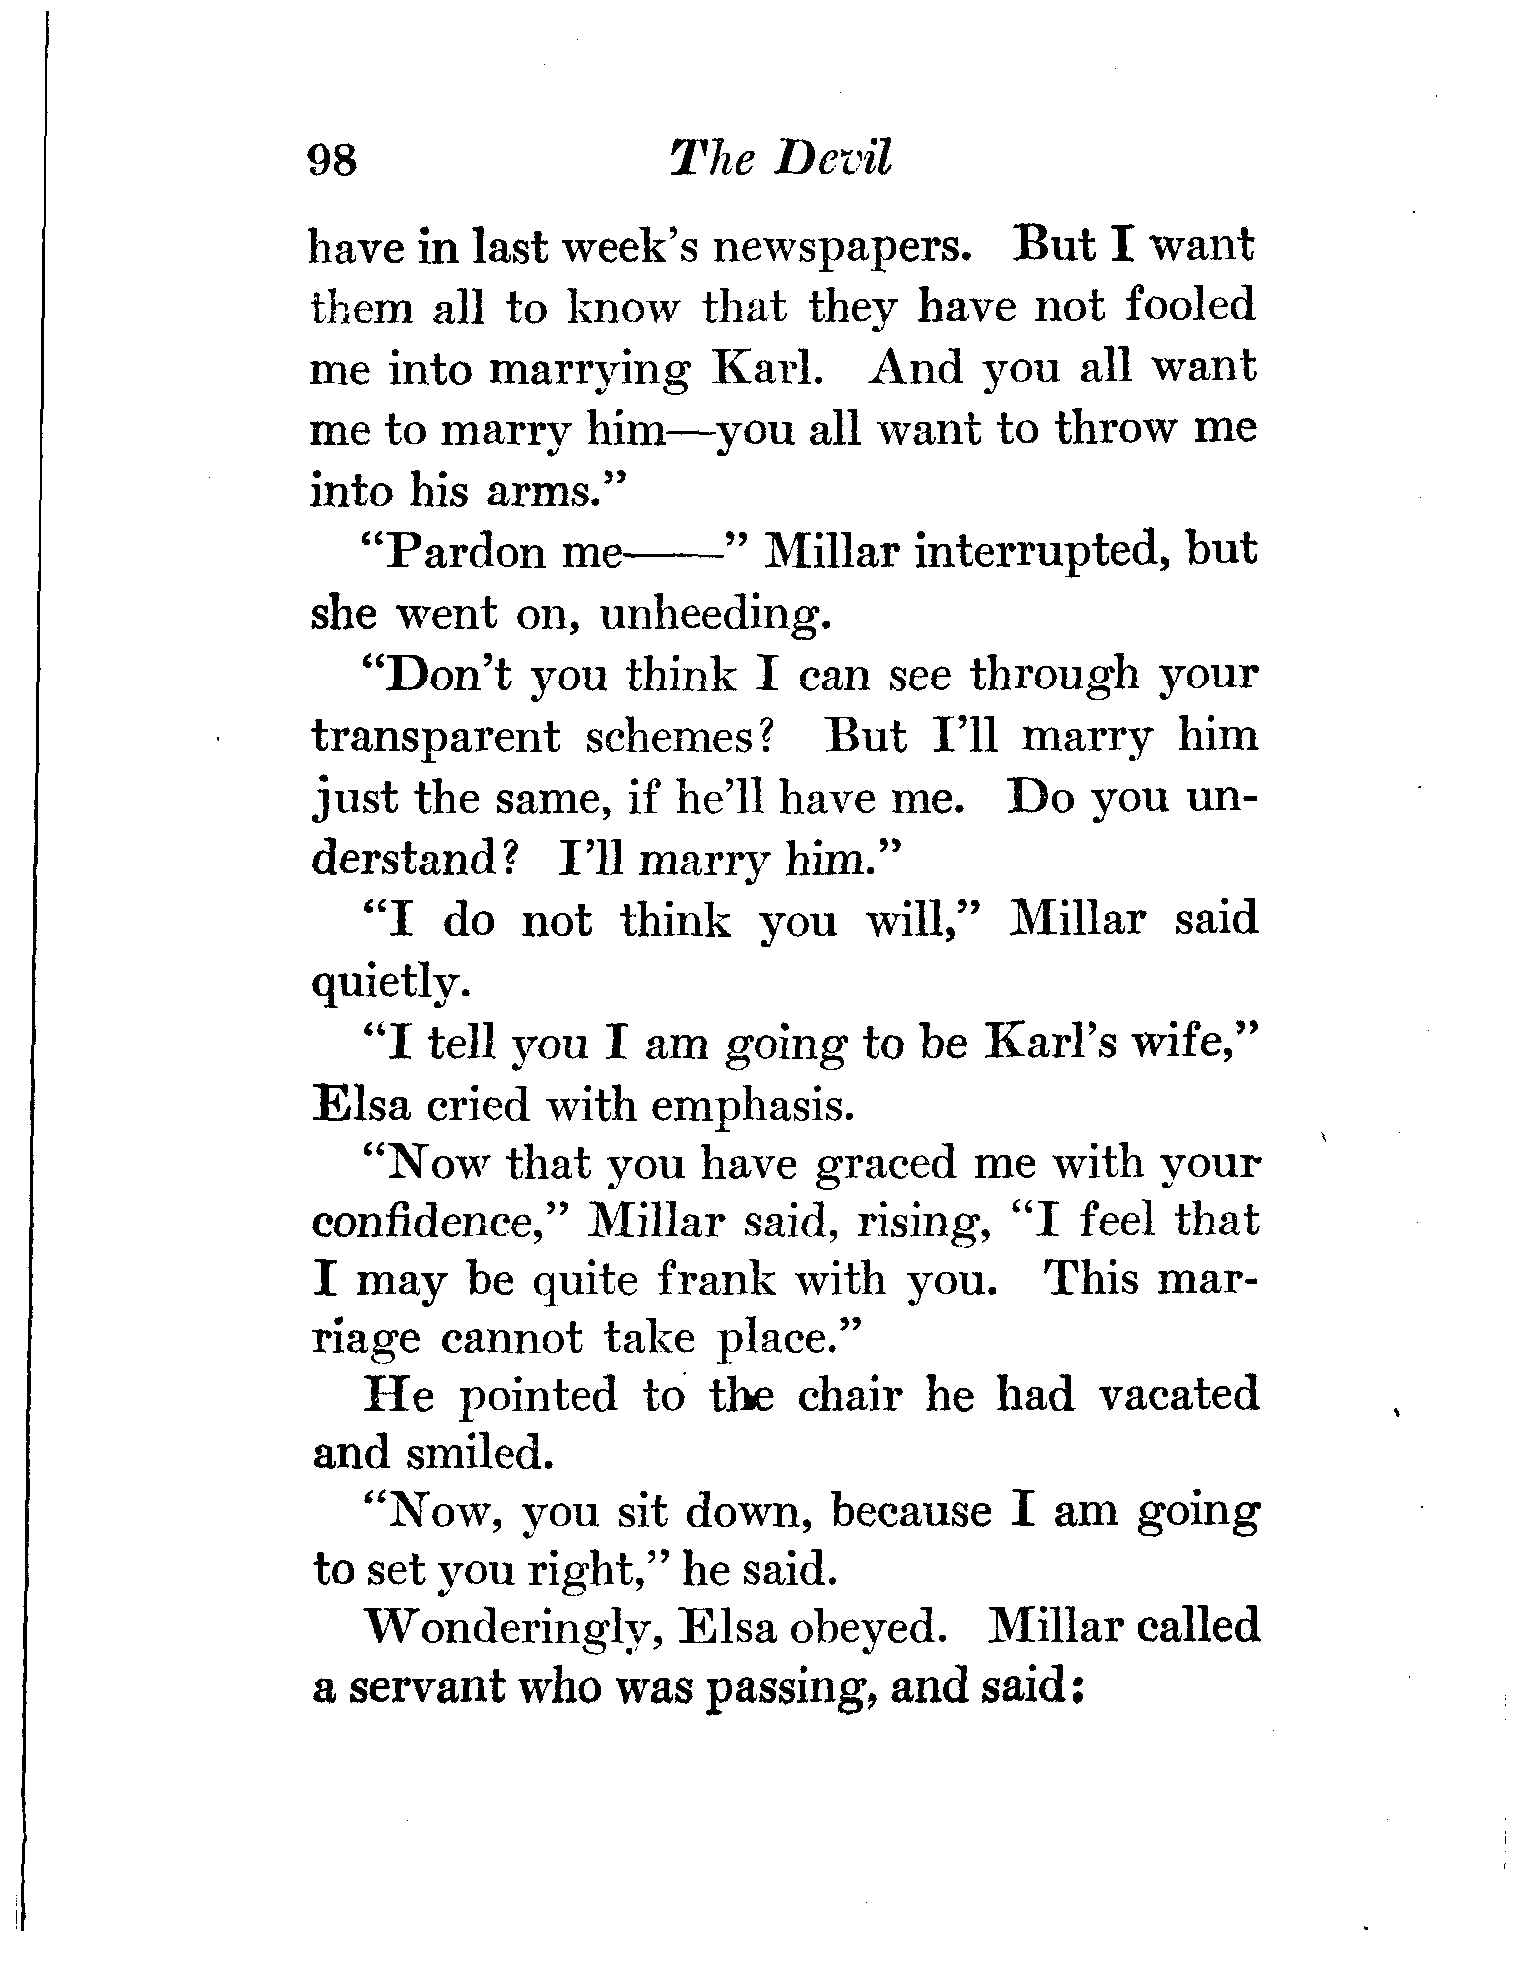 98 The Devil
have in last week's newspapers. But I want
them all to know that they have not fooled
me into marrying Karl. And you all want
me to marry him—you all want to throw me
into his arms."
"Pardon me——" Millar interrupted, but
she went on, unheeding.
"Don't you think I can see through your
transparent schemes? But I'll marry him
just the same, if he'll have me. Do you un-
derstand? I'll marry him."
"I do not think you will," Millar said
quietly.
"I tell you I am going to be Karl's wife,"
Elsa cried with emphasis.
"Now that you have graced me with your
confidence," Millar said, rising, "I feel that
I may be quite frank with you. This mar-
riage cannot take place."
He pointed to the chair he had vacated
and smiled.
"Now, you sit down, because I am going
to set you right," he said.
Wonderingly, Elsa obeyed. Millar called
a servant who was passing, and said: